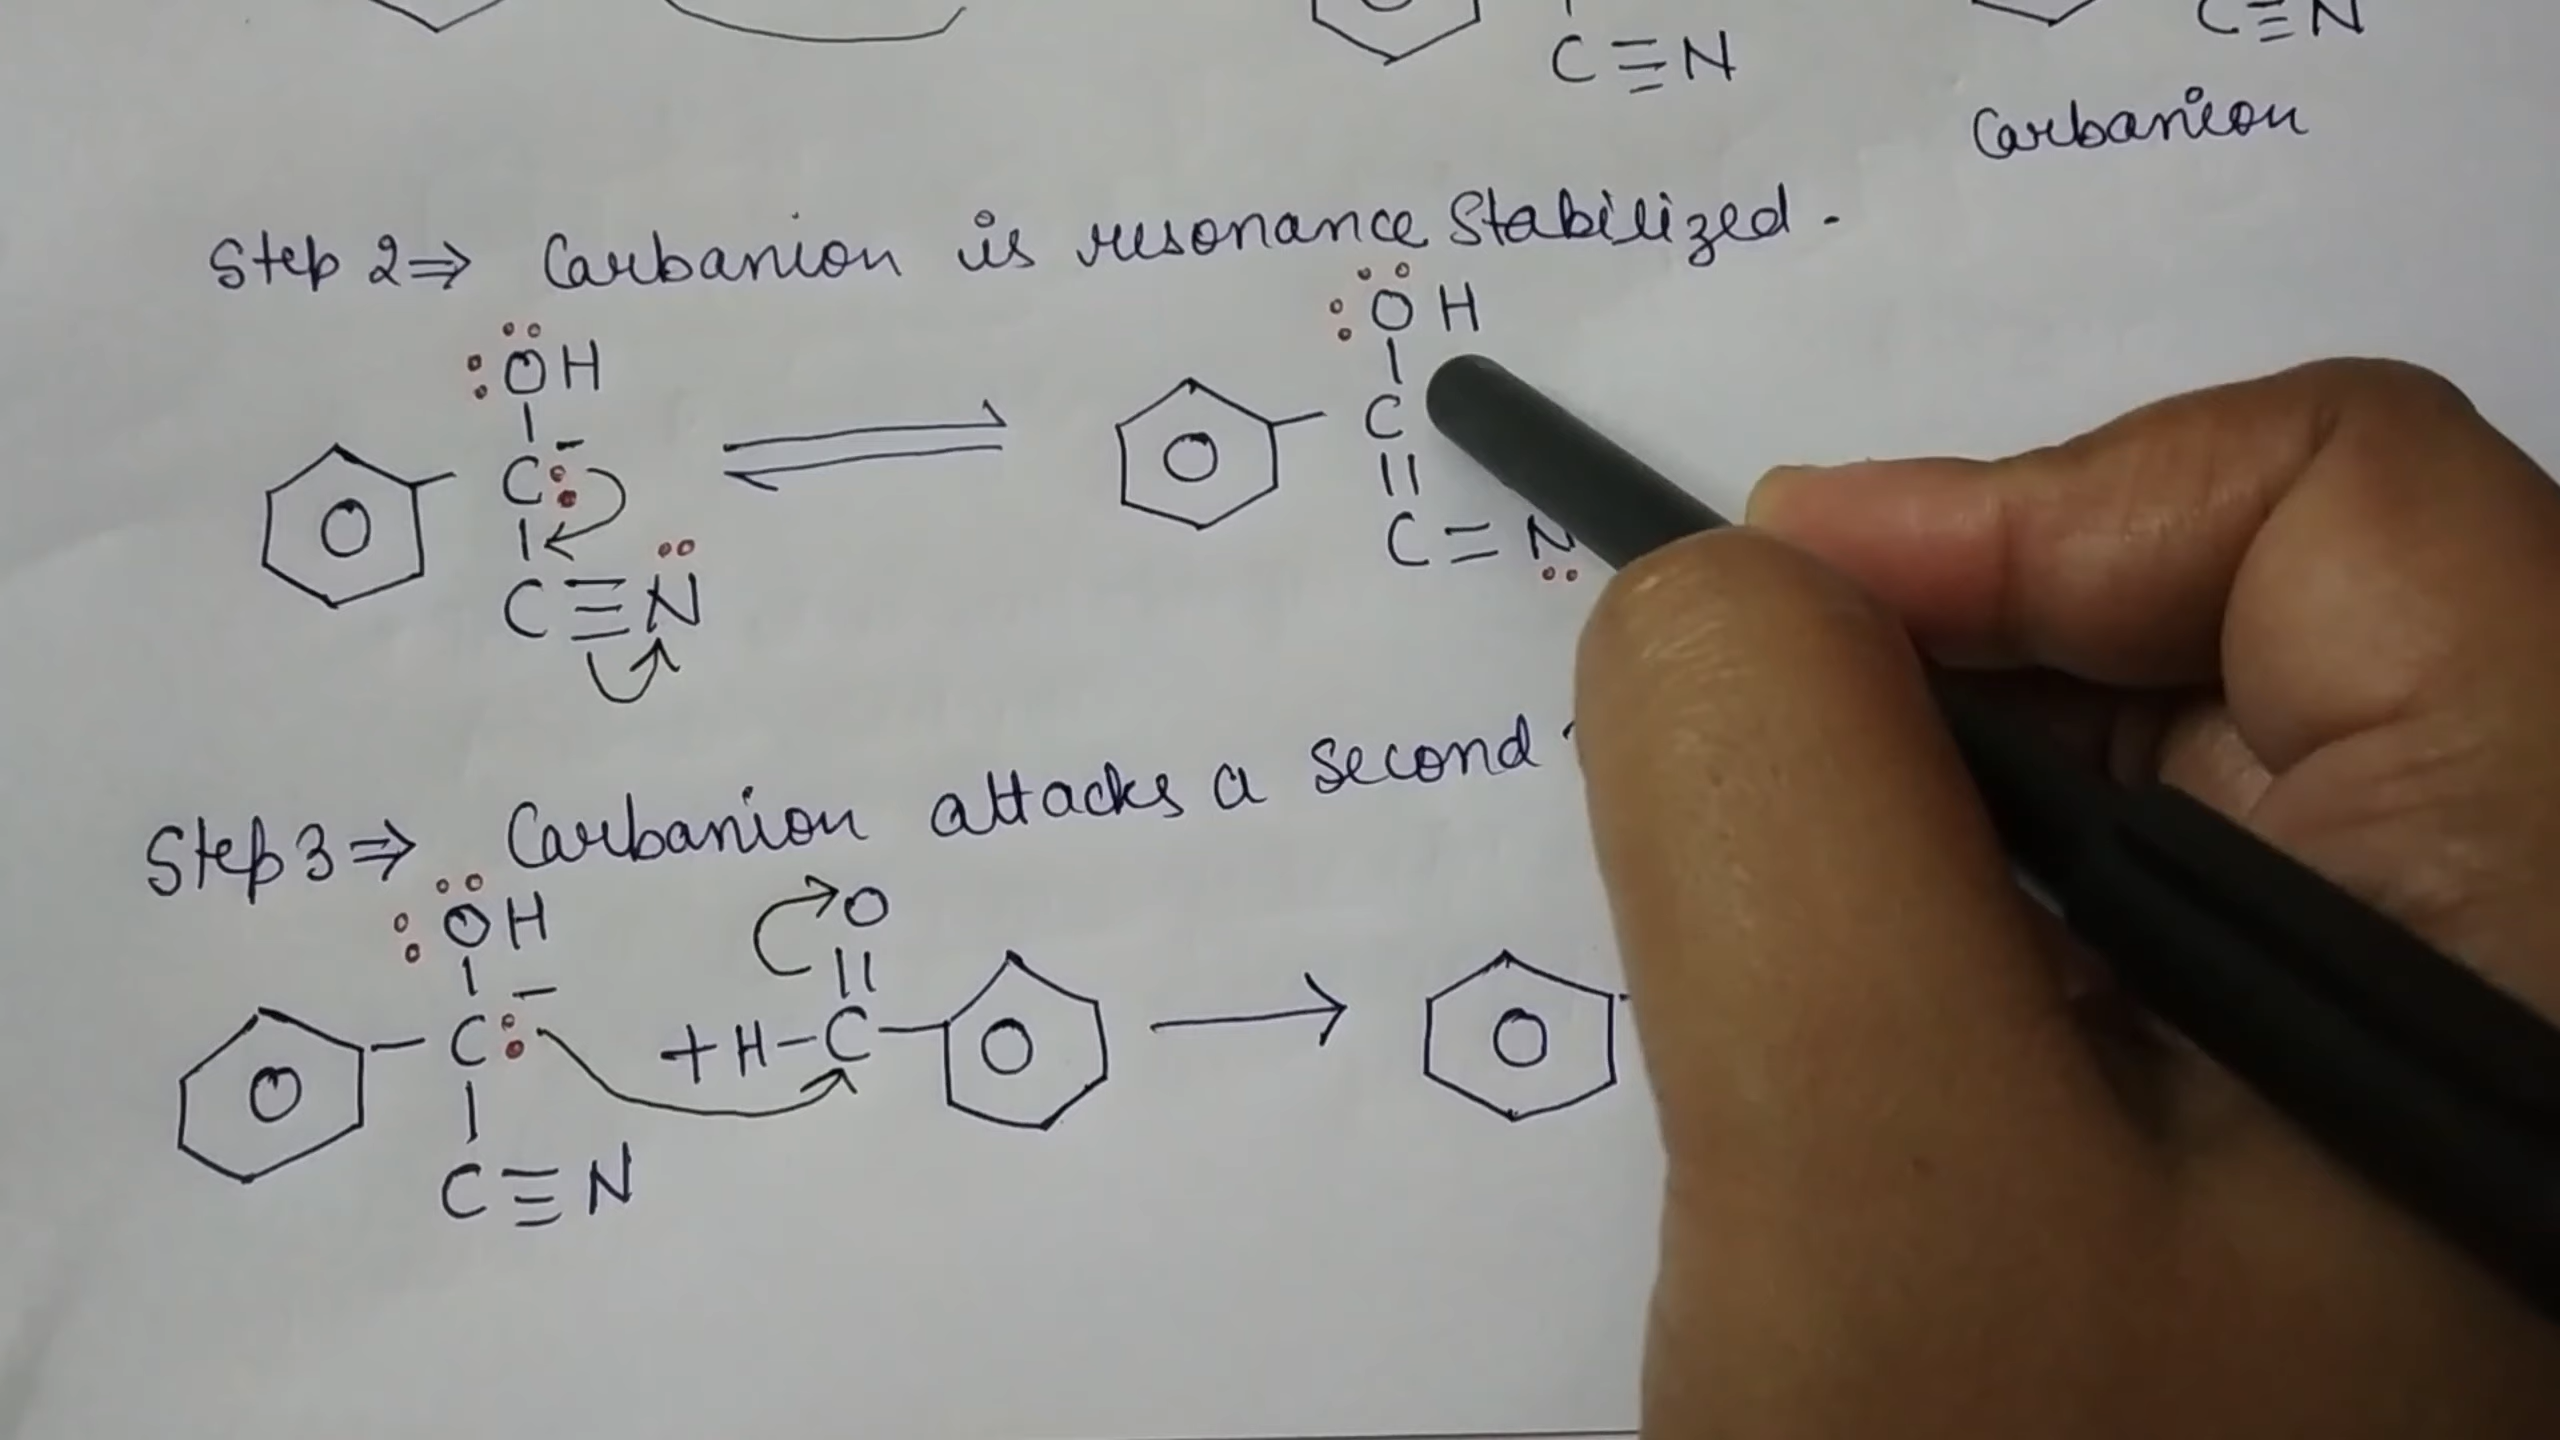 C≡N
C≡N
Carbanion
Step 2⇒ Carbanion is resonance stabilized.
OH
OH
C
C
C≡N
C=N
Step 3⇒ Carbanion attacks a second
OH
O
C
+H-C
C≡N